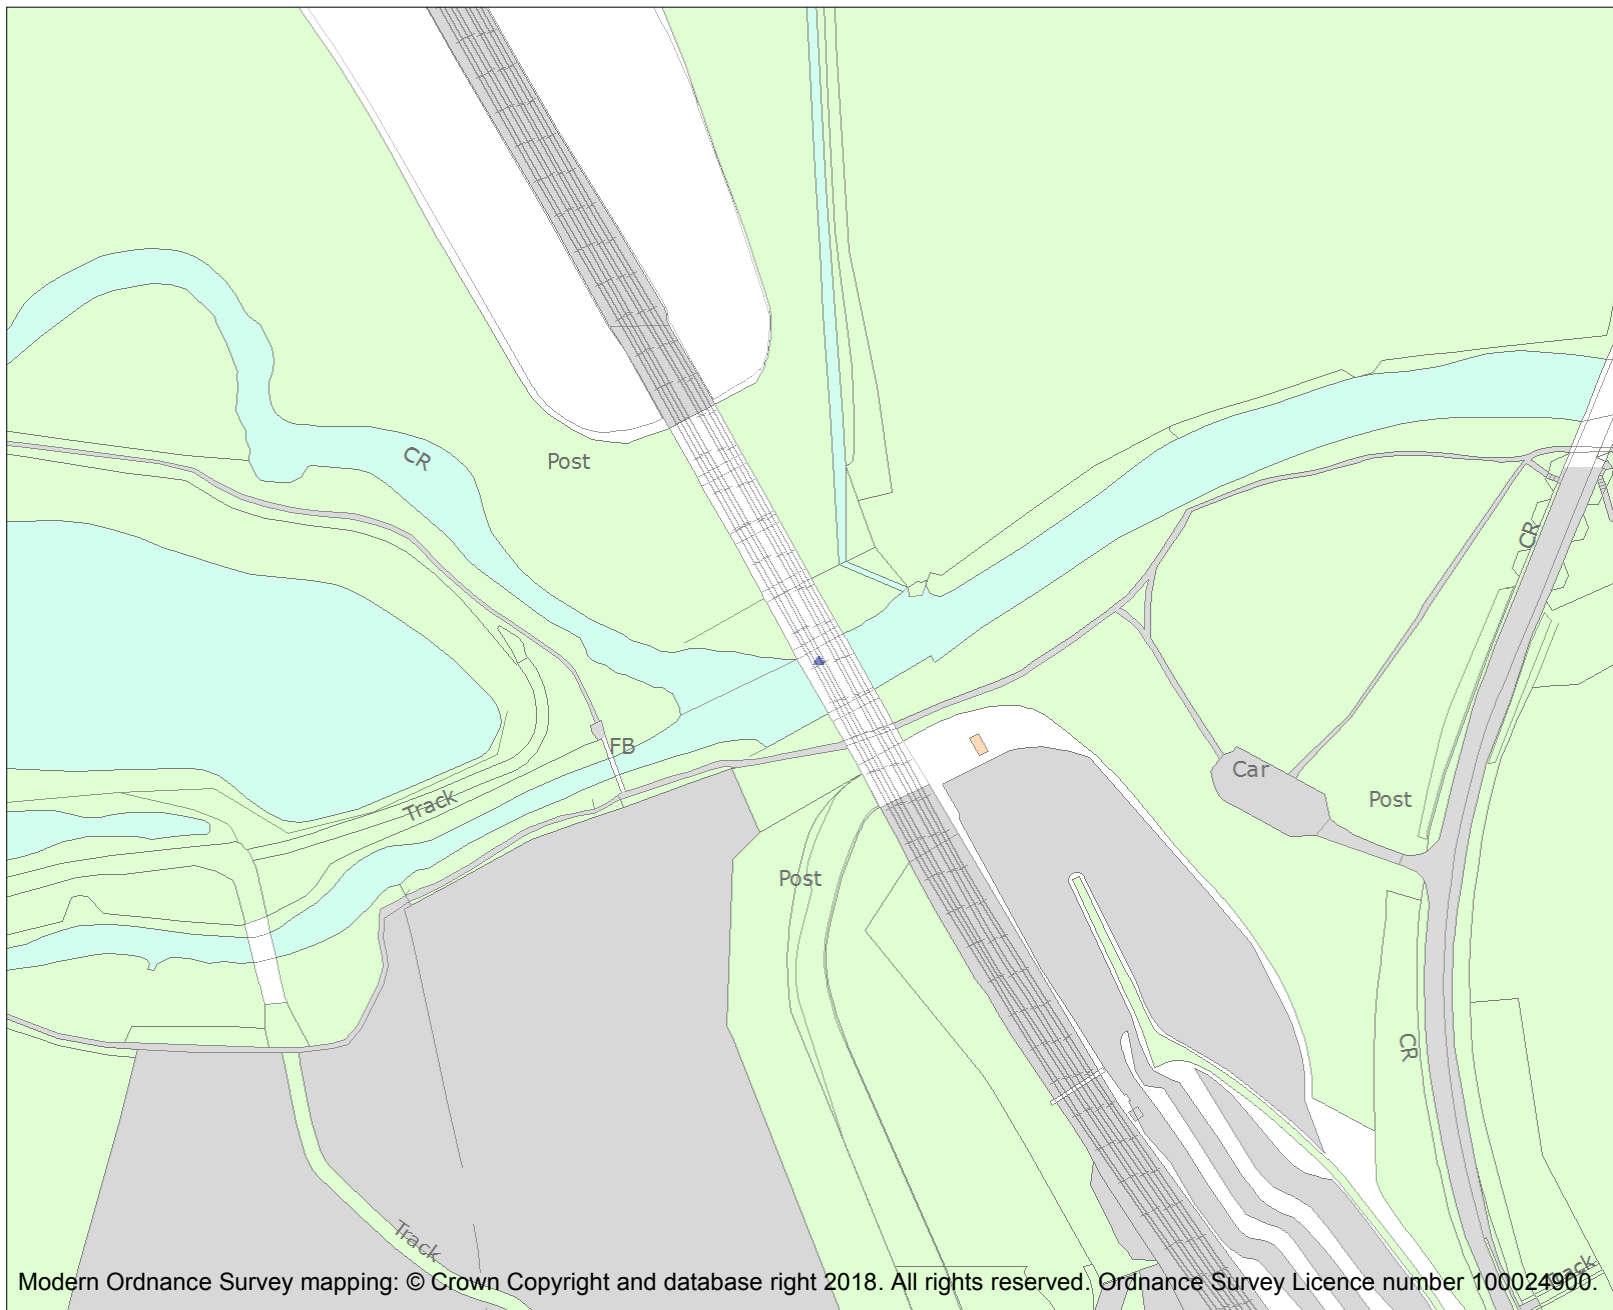 CR
Post
CR
FB
Car
Post
Track
Post
CR
Track
Track
Modern Ordnance Survey mapping: © Crown Copyright and database right 2018. All rights reserved. Ordnance Survey Licence number 100024900.